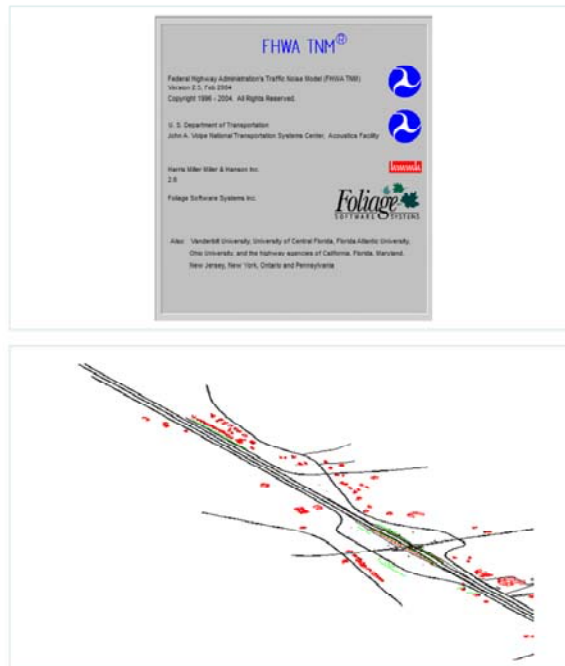 FHWA TNM®
Federal Highway Administration's Traffic Noise Model (FHWA TNM)
Version 2.5, Feb 2004
Copyright 1996 - 2004. All Rights Reserved.
U. S. Department of Transportation
John A. Volpe National Transportation Systems Center, Acoustics Facility
Harris Miller Miller & Hanson Inc.
2.6
Foliage Software Systems Inc.
Foliage
SOFTWARE SYSTEMS
Also: Vanderbilt University, University of Central Florida, Florida Atlantic University,
Ohio University, and the highway agencies of California, Florida, Maryland,
New Jersey, New York, Ontario and Pennsylvania